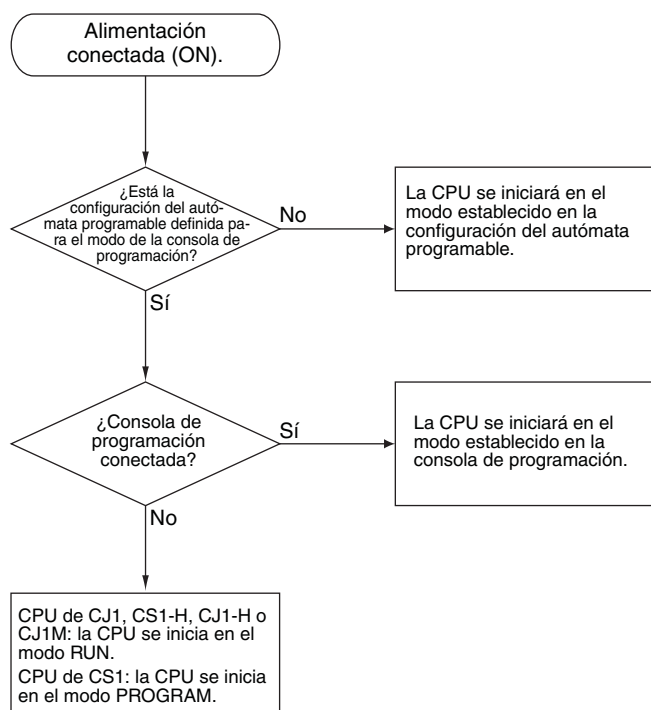 Alimentación
conectada (ON).
¿Está la
configuración del autó-
mata programable definida pa-
ra el modo de la consola de
programación?
No
La CPU se iniciará en el
modo establecido en la
configuración del autómata
programable.
Sí
¿Consola de
programación
conectada?
Sí
La CPU se iniciará en el
modo establecido en la
consola de programación.
No
CPU de CJ1, CS1-H, CJ1-H o
CJ1M: la CPU se inicia en el
modo RUN.
CPU de CS1: la CPU se inicia
en el modo PROGRAM.